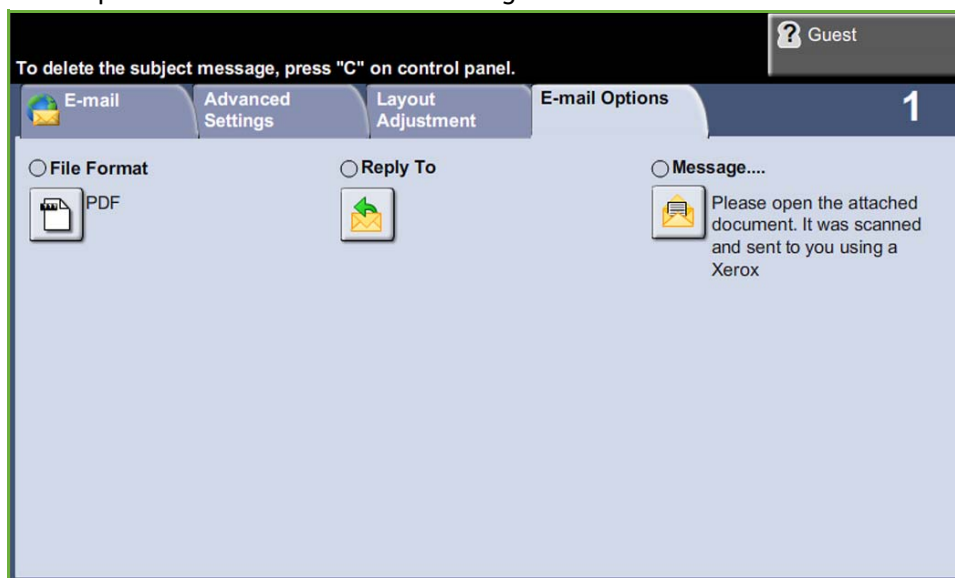 Guest
To delete the subject message, press "C" on control panel.
E-mail
Advanced
Settings
Layout
Adjustment
E-mail Options
1
File Format
PDF
Reply To
Message....
Please open the attached
document. It was scanned
and sent to you using a
Xerox